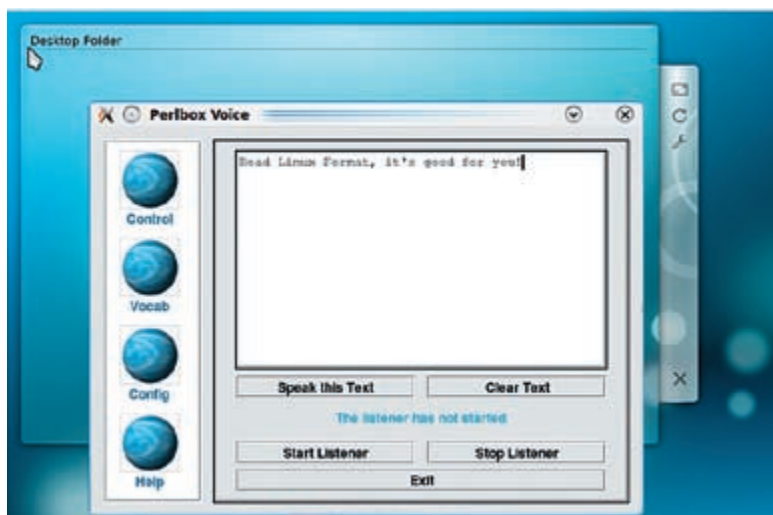 Desktop Folder
Perlbox Voice
Read Linux Format, it's good for you!
Control
Vocab
Config
Help
Speak this Text
Clear Text
The listener has not started
Start Listener
Stop Listener
Exit